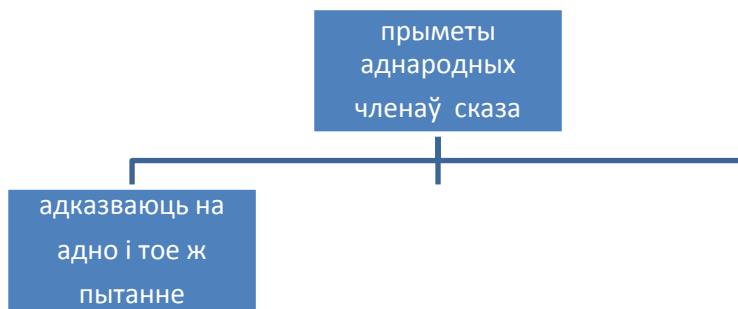 прыметы
аднародных
членаў сказа
адказваюць на
адно і тое ж
пытанне